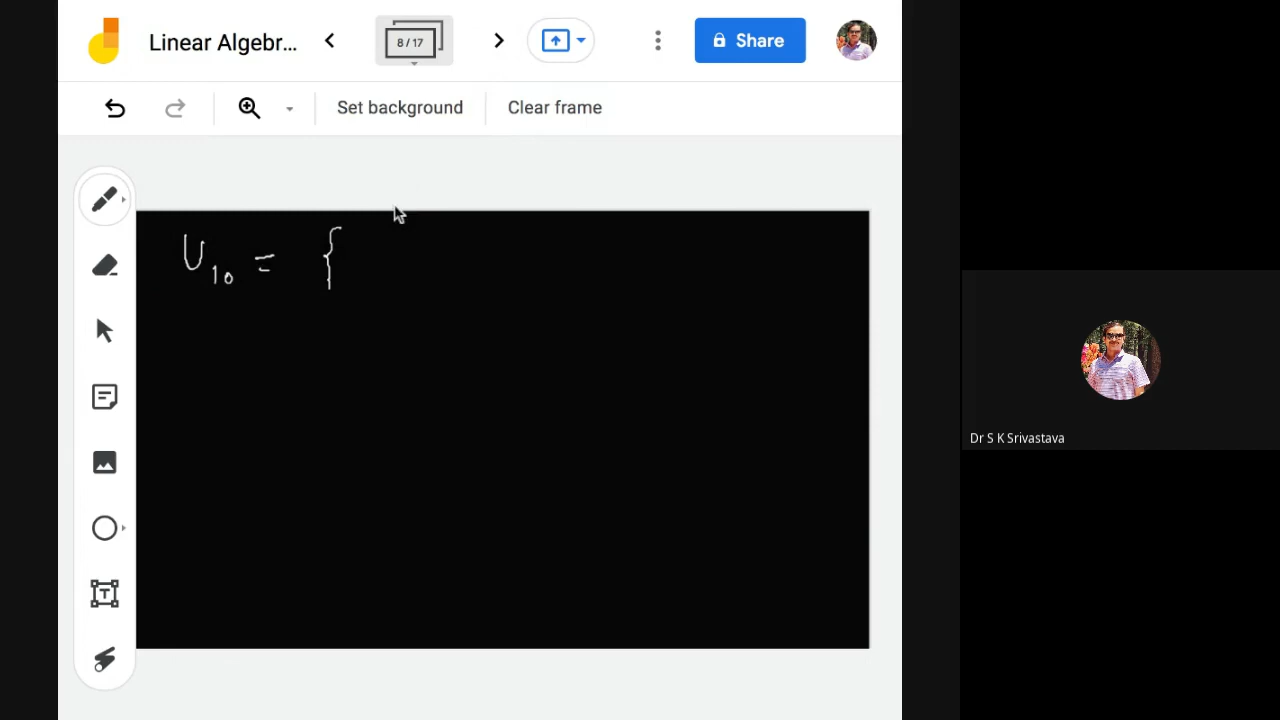 Linear Algebr...
8 / 17
Share
Set background
Clear frame
U10 = {
Dr S K Srivastava